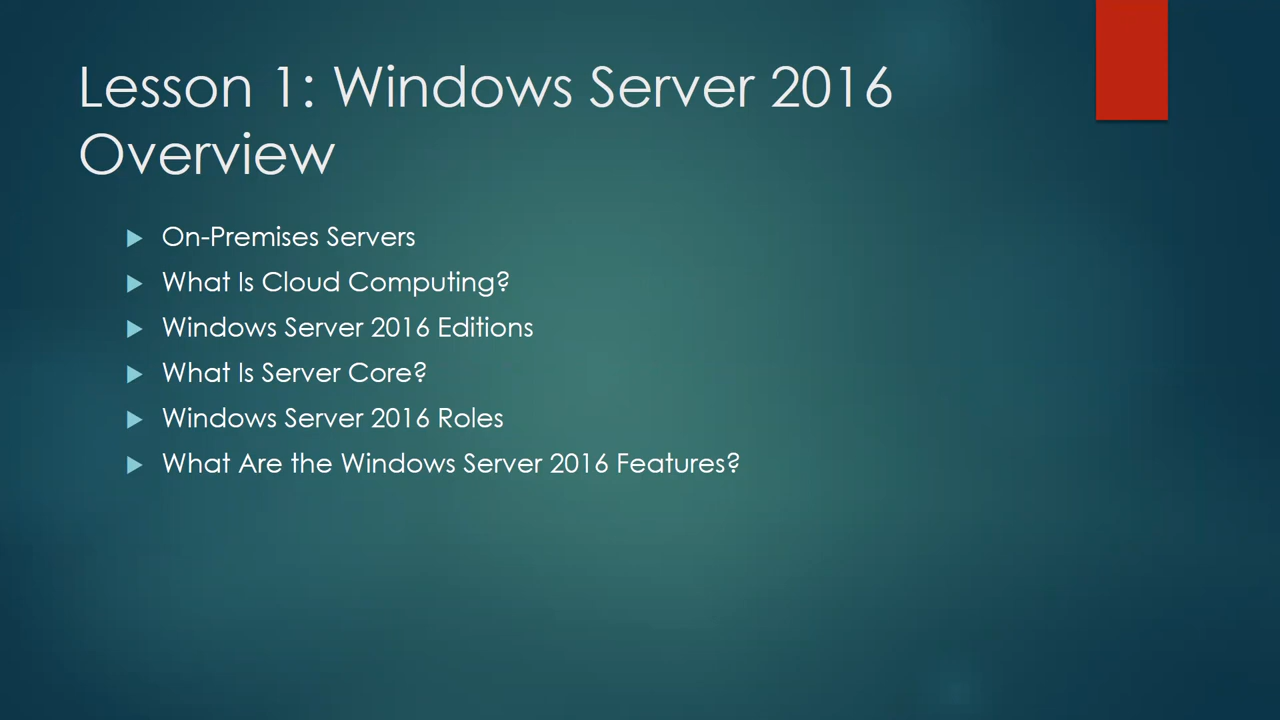 Lesson 1: Windows Server 2016
Overview
On-Premises Servers
What Is Cloud Computing?
Windows Server 2016 Editions
What Is Server Core?
Windows Server 2016 Roles
What Are the Windows Server 2016 Features?